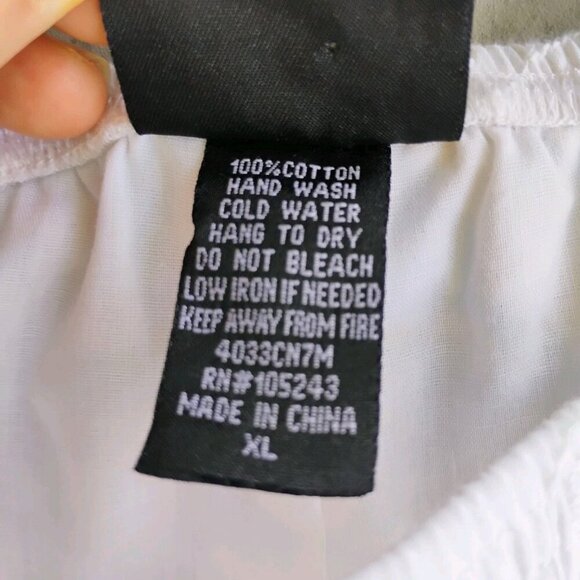 100%COTTON
HAND WASH
COLD WATER
HANG TO DRY
DO NOT BLEACH
LOW IRON IF NEEDED
KEEP AWAY FROM FIRE
4033CN7M
RN#105243
MADE IN CHINA
XL